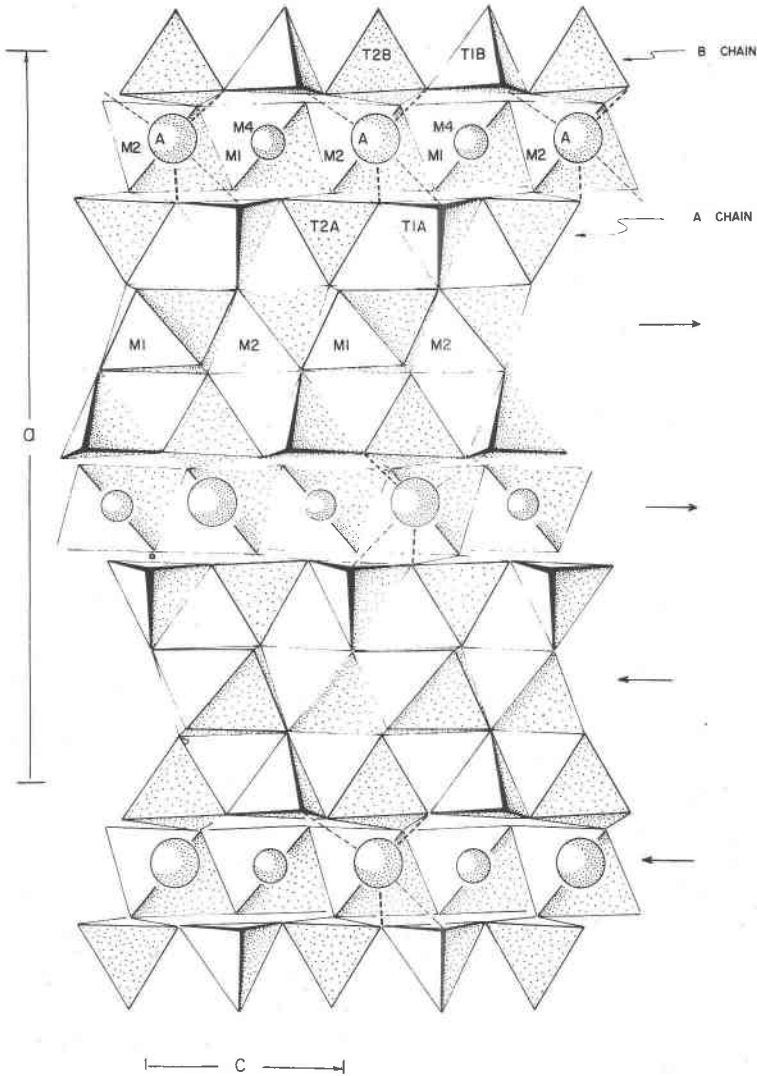 T2B T1B B CHAIN
A A A
M4 M4
M2 M1 M2 M1 M2
T2A T1A A CHAIN
M1 M2 M1 M2
a
c